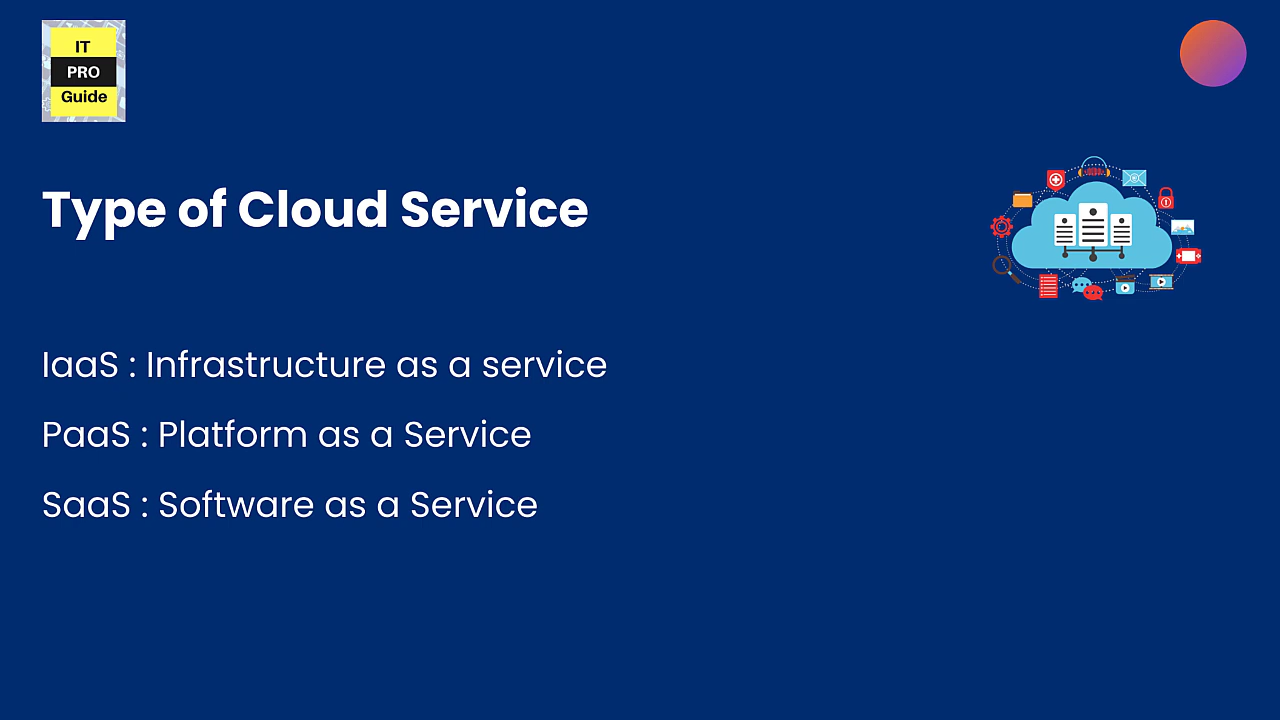 IT
PRO
Guide
Type of Cloud Service
IaaS : Infrastructure as a service
PaaS : Platform as a Service
SaaS : Software as a Service